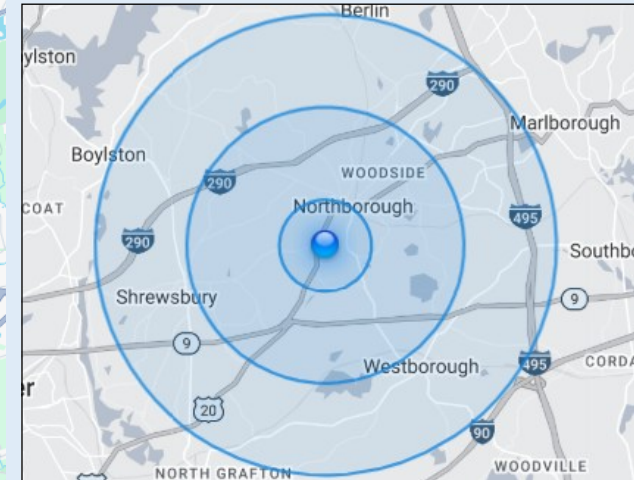 Berlin
ylston
290
Marlborough
Boylston
WOODSIDE
290
COAT
Northborough
495
290
Southbo
Shrewsbury
9
9
Westborough
495
CORDA
er
20
90
NORTH GRAFTON
WOODVILLE